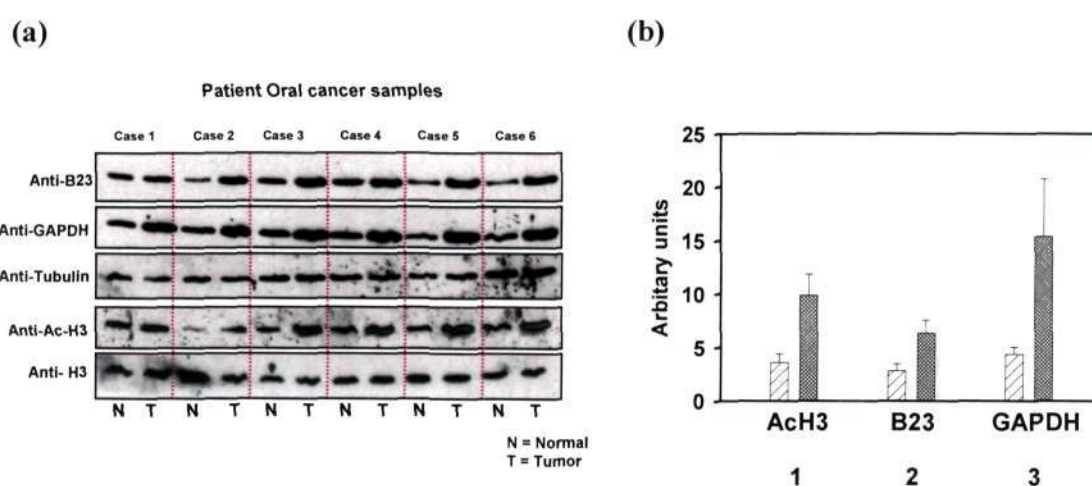 (a)
Patient Oral cancer samples
Case 1 Case 2 Case 3 Case 4 Case 5 Case 6
Anti-B23
Anti-GAPDH
Anti-Tubulin
Anti-Ac-H3
Anti- H3
N T N T N T N T N T N T
N = Normal
T = Tumor
(b)
25
20
15
10
5
0
Arbitary units
AcH3 B23 GAPDH
1 2 3